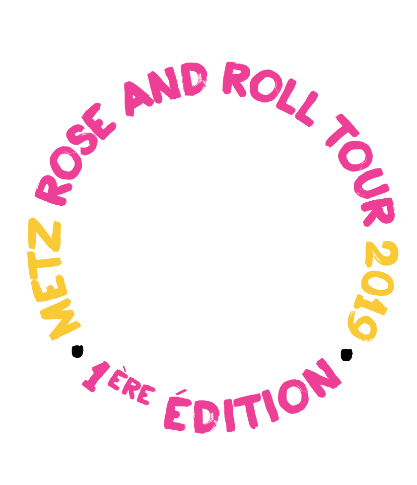 METZ ROSE AND ROLL TOUR 2019
1ÈRE ÉDITION